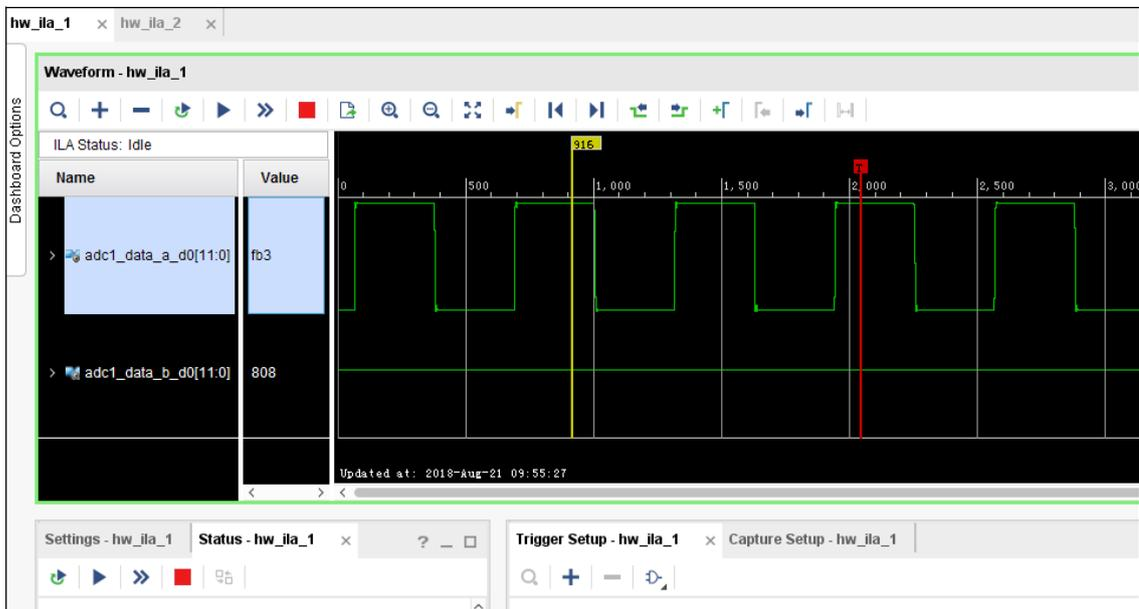 hw_ila_1 × hw_ila_2 ×
Dashboard Options
Waveform - hw_ila_1
ILA Status: Idle
Name Value
916
T
0 500 1,000 1,500 2,000 2,500 3,000
adc1_data_a_d0[11:0] fb3
adc1_data_b_d0[11:0] 808
Updated at: 2018-Aug-21 09:55:27
Settings - hw_ila_1 Status - hw_ila_1 × ? _ □
Trigger Setup - hw_ila_1 × Capture Setup - hw_ila_1